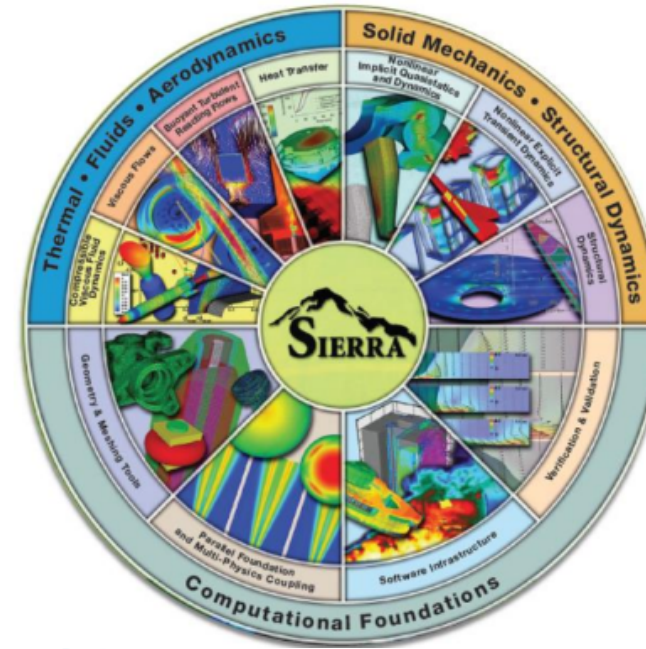 Thermal • Fluids • Aerodynamics
Solid Mechanics • Structural Dynamics
Compressible
Viscous Fluid
Dynamics
Viscous Flows
Buoyant Turbulent
Reacting Flows
Heat Transfer
Nonlinear
Implicit Quasistatics
and Dynamics
Nonlinear Explicit
Transient Dynamics
Structural
Dynamics
SIERRA
Geometry & Meshing Tools
Parallel Foundation
and Multi-Physics Coupling
Software Infrastructure
Verification & Validation
Computational Foundations